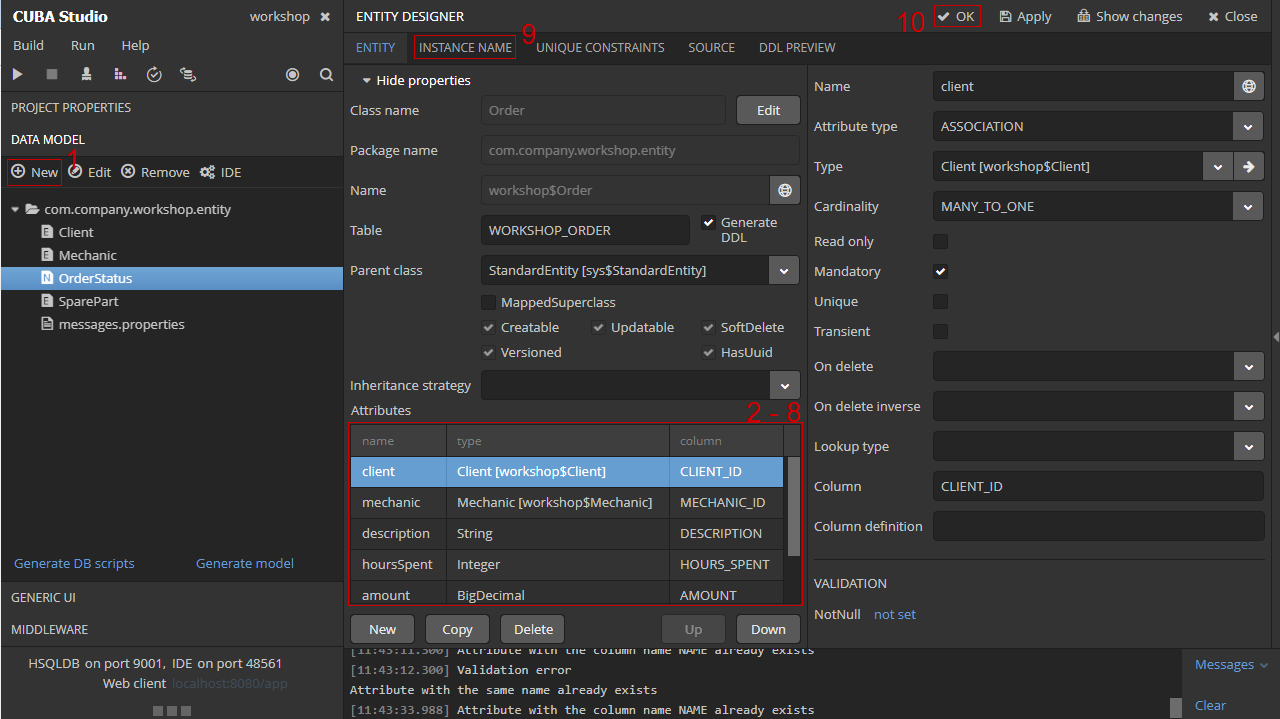 CUBA Studio
workshop ×
Build Run Help
PROJECT PROPERTIES
DATA MODEL
1
New Edit Remove IDE
com.company.workshop.entity
Client
Mechanic
OrderStatus
SparePart
messages.properties
Generate DB scripts Generate model
GENERIC UI
MIDDLEWARE
HSQLDB on port 9001, IDE on port 48561
Web client localhost:8080/app
ENTITY DESIGNER
10
OK Apply Show changes Close
ENTITY INSTANCE NAME 9 UNIQUE CONSTRAINTS SOURCE DDL PREVIEW
Hide properties
Class name Order Edit
Package name com.company.workshop.entity
Name workshop$Order
Table WORKSHOP_ORDER Generate
DDL
Parent class StandardEntity [sys$StandardEntity]
MappedSuperclass
Creatable Updatable SoftDelete
Versioned HasUuid
Inheritance strategy
Attributes
2 - 8
name type column
client Client [workshop$Client] CLIENT_ID
mechanic Mechanic [workshop$Mechanic] MECHANIC_ID
description String DESCRIPTION
hoursSpent Integer HOURS_SPENT
amount BigDecimal AMOUNT
New Copy Delete Up Down
Name client
Attribute type ASSOCIATION
Type Client [workshop$Client]
Cardinality MANY_TO_ONE
Read only
Mandatory
Unique
Transient
On delete
On delete inverse
Lookup type
Column CLIENT_ID
Column definition
VALIDATION
NotNull not set
[11:43:11.300] Attribute with the column name NAME already exists
[11:43:12.300] Validation error
Attribute with the same name already exists
[11:43:33.988] Attribute with the column name NAME already exists
Messages
Clear